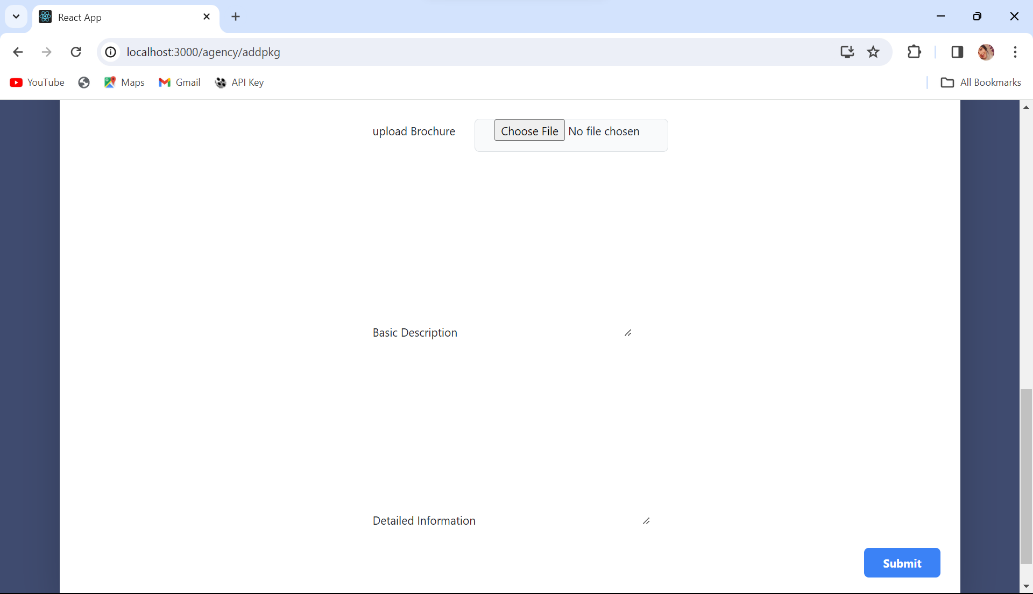 React App
localhost:3000/agency/addpkg
YouTube Maps Gmail API Key All Bookmarks
upload Brochure Choose File No file chosen
Basic Description
Detailed Information
Submit